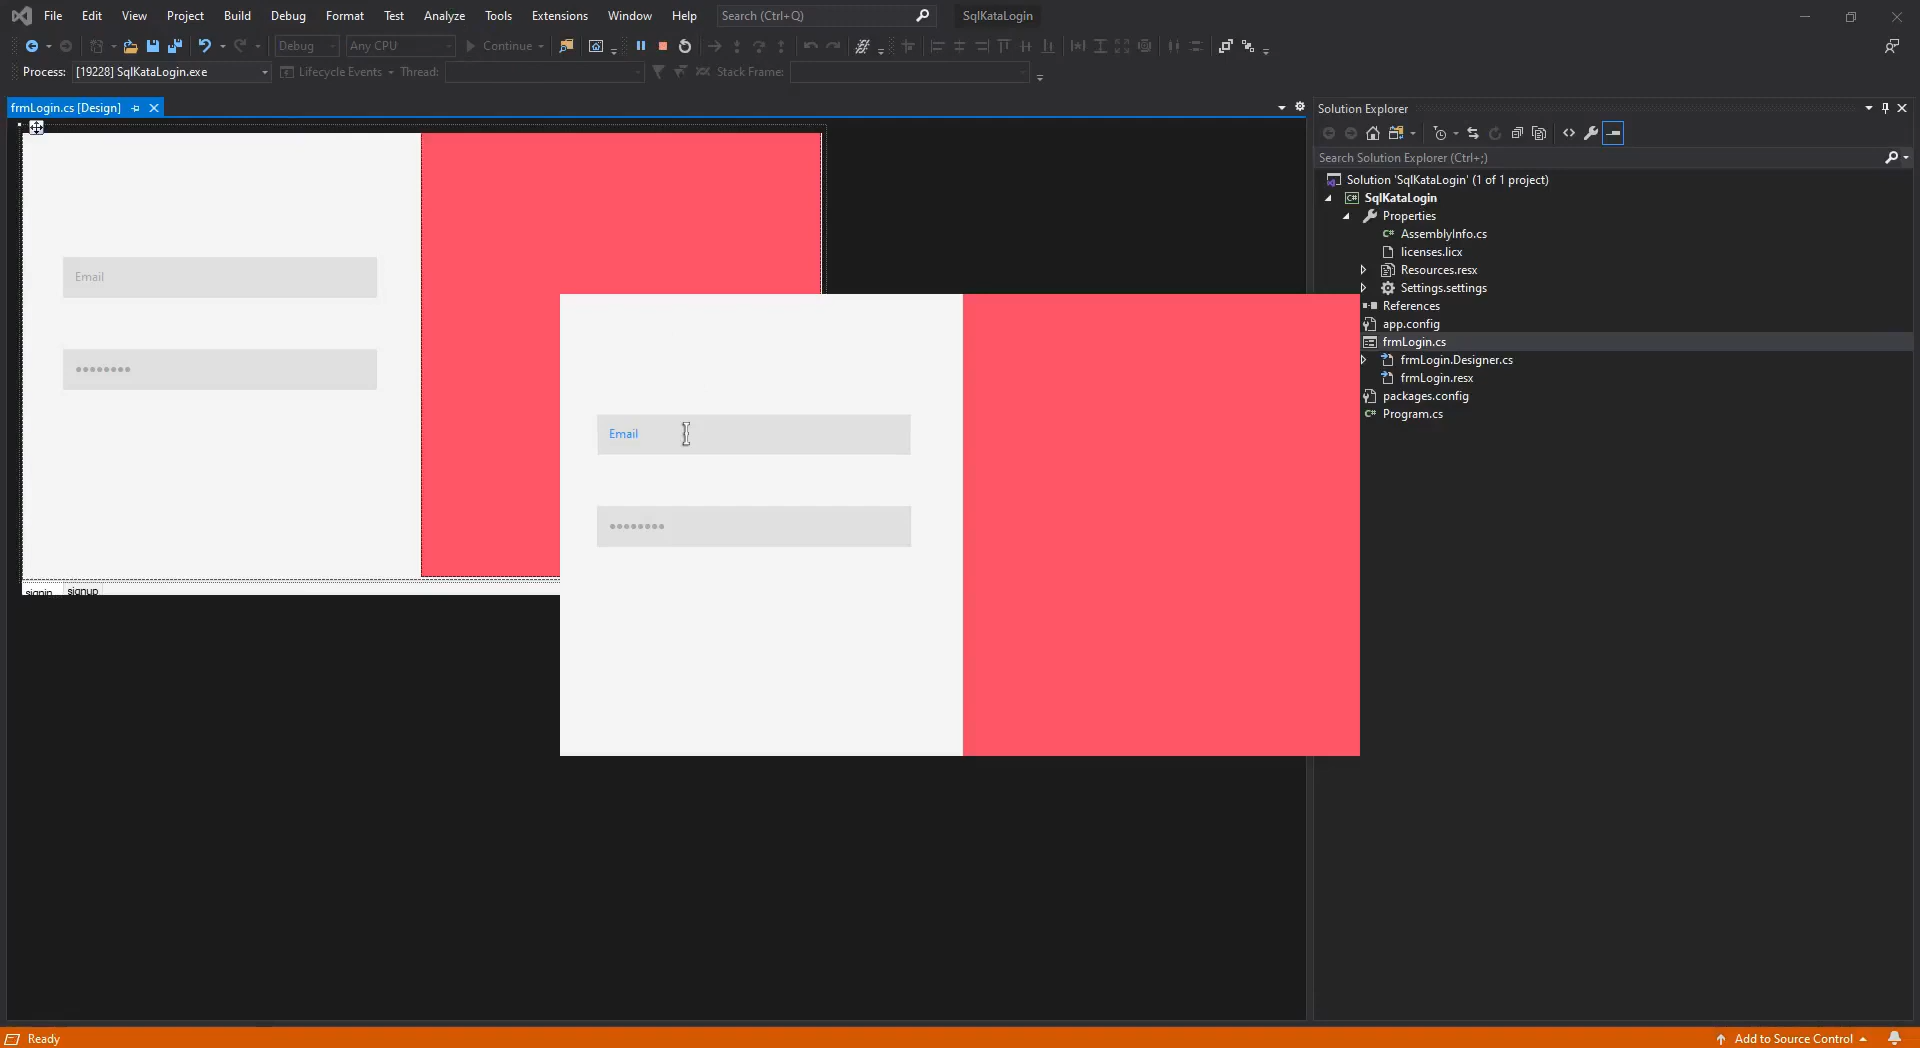 File Edit View Project Build Debug Format Test Analyze Tools Extensions Window Help Search (Ctrl+Q) SqlKataLogin
Debug Any CPU Continue
Process: [19228] SqlKataLogin.exe Lifecycle Events Thread: Stack Frame:
frmLogin.cs [Design]
Email
signin signup
Email
Solution Explorer
Search Solution Explorer (Ctrl+;)
Solution 'SqlKataLogin' (1 of 1 project)
C# SqlKataLogin
Properties
C# AssemblyInfo.cs
licenses.licx
Resources.resx
Settings.settings
References
app.config
frmLogin.cs
frmLogin.Designer.cs
frmLogin.resx
packages.config
C# Program.cs
Ready Add to Source Control